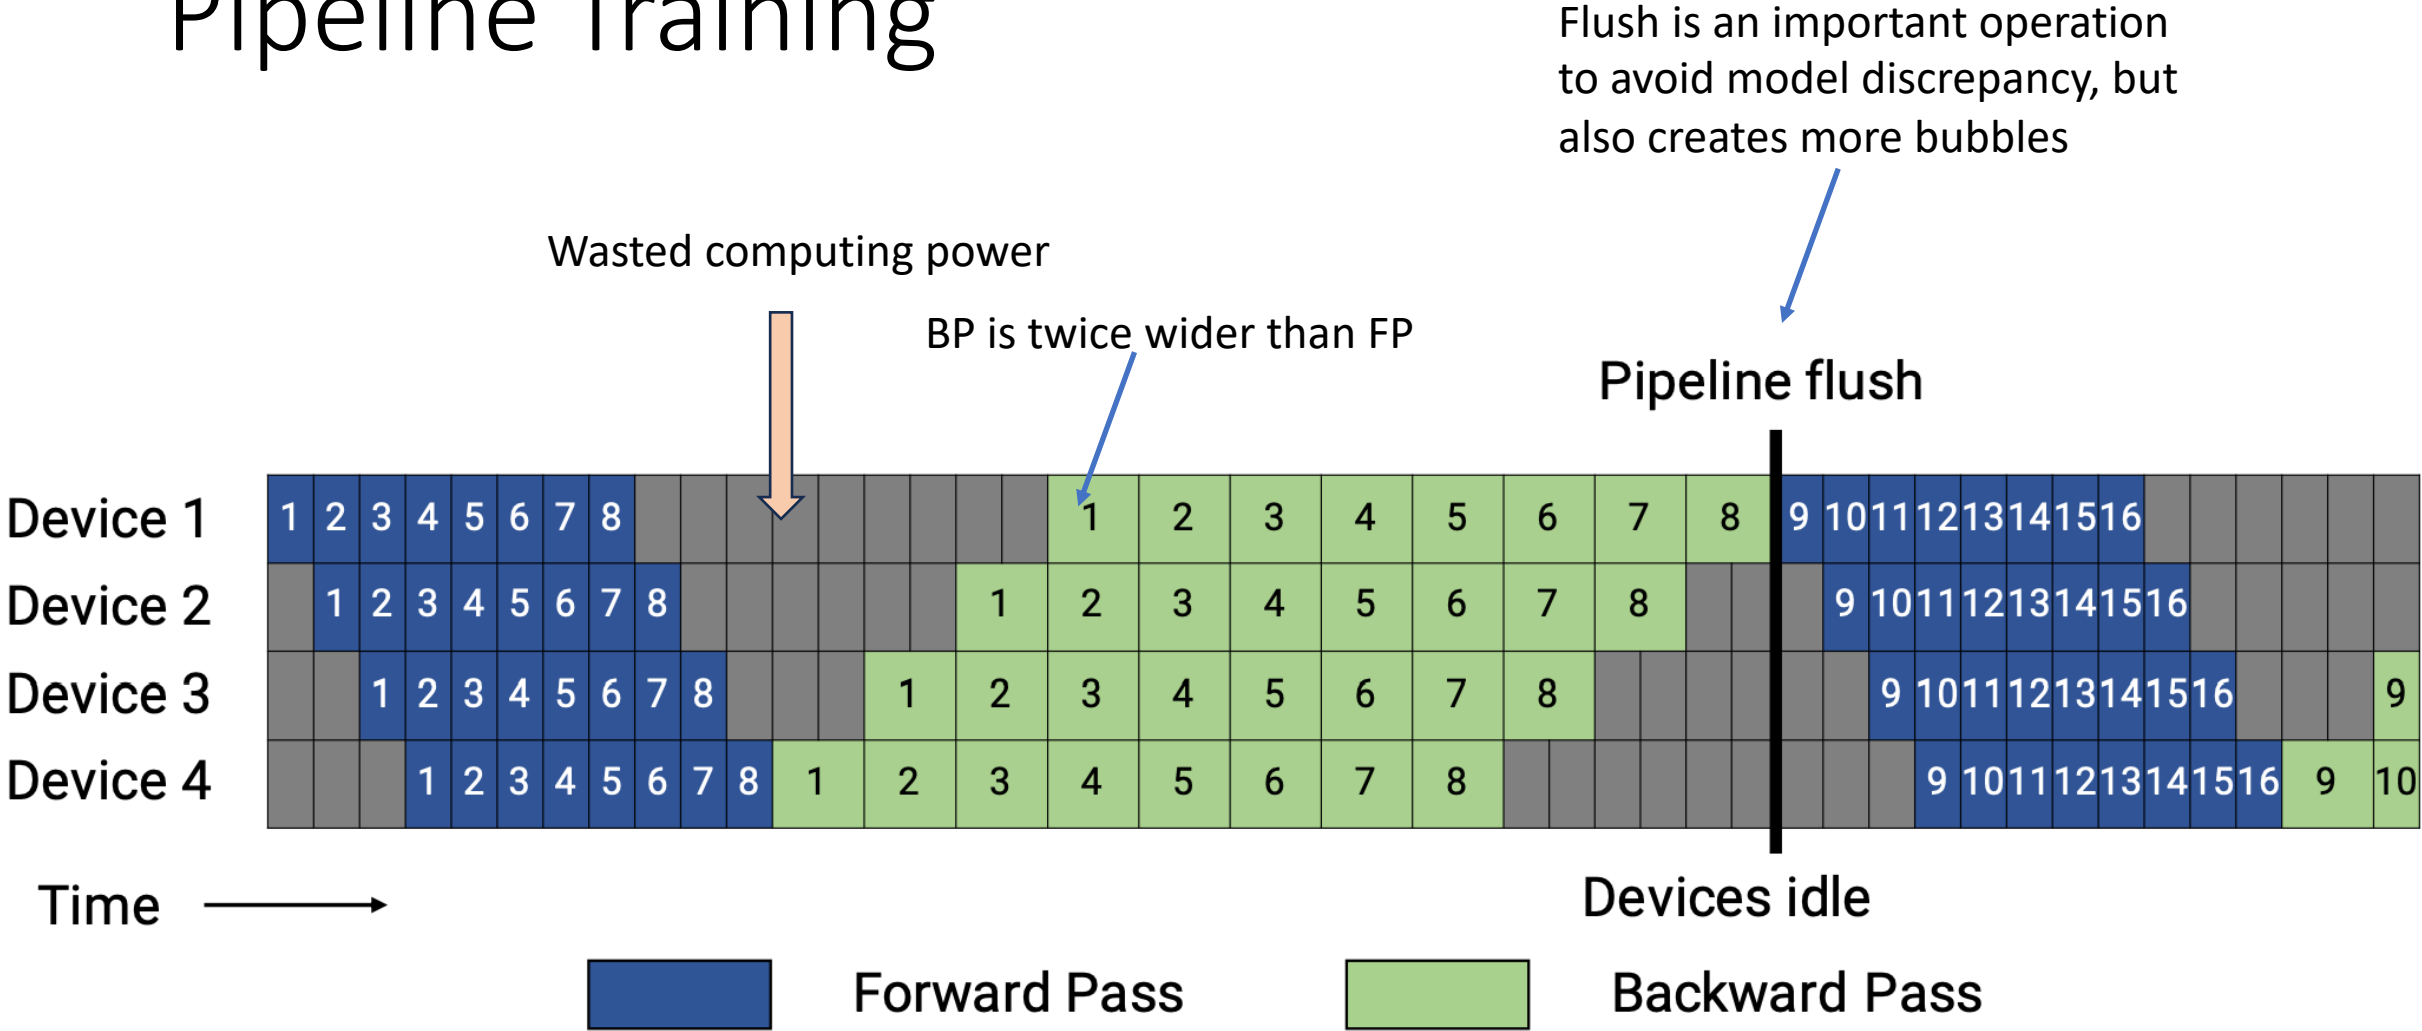 Pipeline Training
Flush is an important operation
to avoid model discrepancy, but
also creates more bubbles
Wasted computing power
BP is twice wider than FP
Pipeline flush
Device 1 1 2 3 4 5 6 7 8 1 2 3 4 5 6 7 8 9 10 11 12 13 14 15 16
Device 2 1 2 3 4 5 6 7 8 1 2 3 4 5 6 7 8 9 10 11 12 13 14 15 16
Device 3 1 2 3 4 5 6 7 8 1 2 3 4 5 6 7 8 9 10 11 12 13 14 15 16 9
Device 4 1 2 3 4 5 6 7 8 1 2 3 4 5 6 7 8 9 10 11 12 13 14 15 16 9 10
Time
Devices idle
Forward Pass
Backward Pass